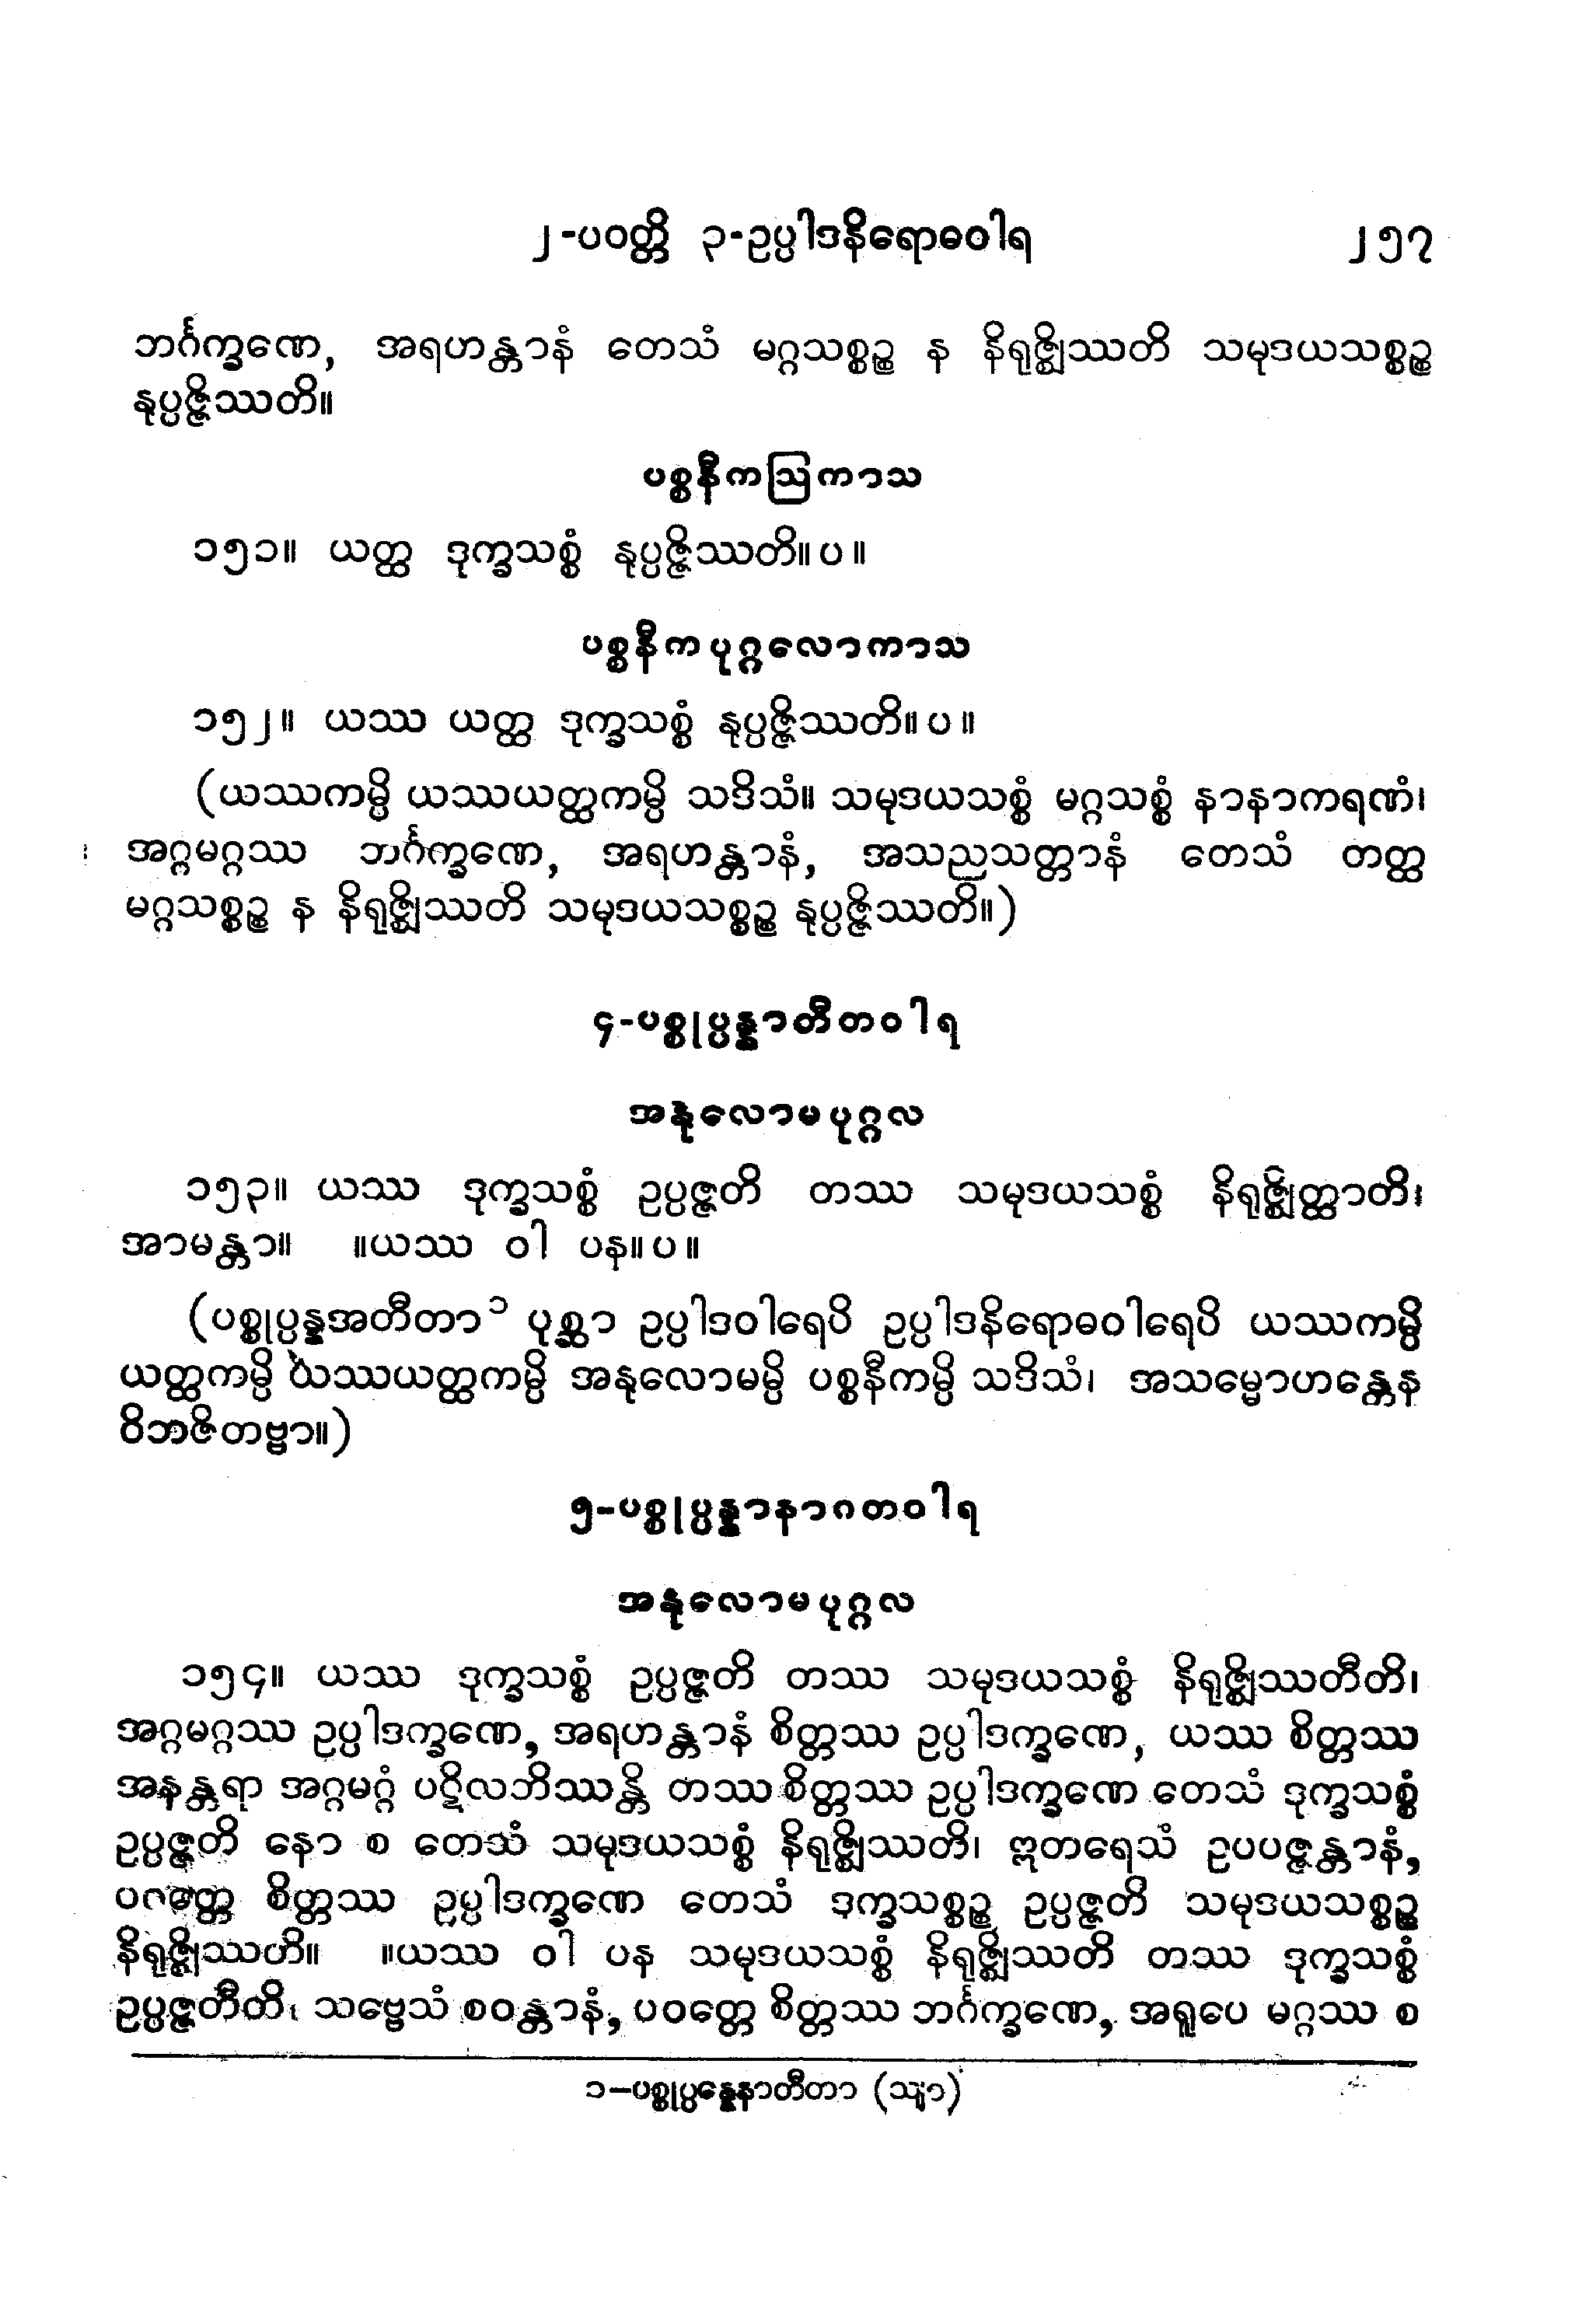 ၂-ပဝတ္တိ ၃-ဥပ္ပါဒနိရောဓဝါရ ၂၅၇
ဘင်္ဂက္ခဏေ, အရဟန္တာနံ တေသံ မဂ္ဂသစ္စဉ္စ န နိရုဇ္ဈိဿတိ သမုဒယသစ္စဉ္စ
နုပ္ပဇ္ဇိဿတိ။
ပစ္စနီကဩကာသ
၁၅၁။ ယတ္ထ ဒုက္ခသစ္စံ နုပ္ပဇ္ဇိဿတိ။ပ။
ပစ္စနီကပုဂ္ဂလောကာသ
၁၅၂။ ယဿ ယတ္ထ ဒုက္ခသစ္စံ နုပ္ပဇ္ဇိဿတိ။ပ။
(ယဿကမ္ပိ ယဿယတ္ထကမ္ပိ သဒိသံ။ သမုဒယသစ္စံ မဂ္ဂသစ္စံ နာနာကရဏံ၊
အဂ္ဂမဂ္ဂဿ ဘင်္ဂက္ခဏေ, အရဟန္တာနံ, အသညသတ္တာနံ တေသံ တတ္ထ
မဂ္ဂသစ္စဉ္စ န နိရုဇ္ဈိဿတိ သမုဒယသစ္စဉ္စ နုပ္ပဇ္ဇိဿတိ။)
၄-ပစ္စုပ္ပန္နာတီတဝါရ
အနုလောမပုဂ္ဂလ
၁၅၃။ ယဿ ဒုက္ခသစ္စံ ဥပ္ပဇ္ဇတိ တဿ သမုဒယသစ္စံ နိရုဇ္ဈိတ္ထာတိ၊
အာမန္တာ။ ။ယဿ ဝါ ပန။ပ။
(ပစ္စုပ္ပန္နအတီတာ၁ ပုစ္ဆာ ဥပ္ပါဒဝါရေပိ ဥပ္ပါဒနိရောဓဝါရေပိ ယဿကမ္ပိ
ယတ္ထကမ္ပိ ယဿယတ္ထကမ္ပိ အနုလောမမ္ပိ ပစ္စနီကမ္ပိ သဒိသံ၊ အသမ္မောဟန္တေန
ဝိဘဇိတဗ္ဗာ။)
၅-ပစ္စုပ္ပန္နာနာဂတဝါရ
အနုလောမပုဂ္ဂလ
၁၅၄။ ယဿ ဒုက္ခသစ္စံ ဥပ္ပဇ္ဇတိ တဿ သမုဒယသစ္စံ နိရုဇ္ဈိဿတီတိ၊
အဂ္ဂမဂ္ဂဿ ဥပ္ပါဒက္ခဏေ, အရဟန္တာနံ စိတ္တဿ ဥပ္ပါဒက္ခဏေ, ယဿ စိတ္တဿ
အနန္တရာ အဂ္ဂမဂ္ဂံ ပဋိလဘိဿန္တိ တဿ စိတ္တဿ ဥပ္ပါဒက္ခဏေ တေသံ ဒုက္ခသစ္စံ
ဥပ္ပဇ္ဇတိ နော စ တေသံ သမုဒယသစ္စံ နိရုဇ္ဈိဿတိ၊ ဣတရေသံ ဥပပဇ္ဇန္တာနံ,
ပဝတ္တေ စိတ္တဿ ဥပ္ပါဒက္ခဏေ တေသံ ဒုက္ခသစ္စဉ္စ ဥပ္ပဇ္ဇတိ သမုဒယသစ္စဉ္စ
နိရုဇ္ဈိဿတိ။ ။ယဿ ဝါ ပန သမုဒယသစ္စံ နိရုဇ္ဈိဿတိ တဿ ဒုက္ခသစ္စံ
ဥပ္ပဇ္ဇတီတိ၊ သဗ္ဗေသံ စဝန္တာနံ, ပဝတ္တေ စိတ္တဿ ဘင်္ဂက္ခဏေ, အရူပေ မဂ္ဂဿ စ
၁–ပစ္စုပ္ပန္နေနာတီတာ (သျာ)